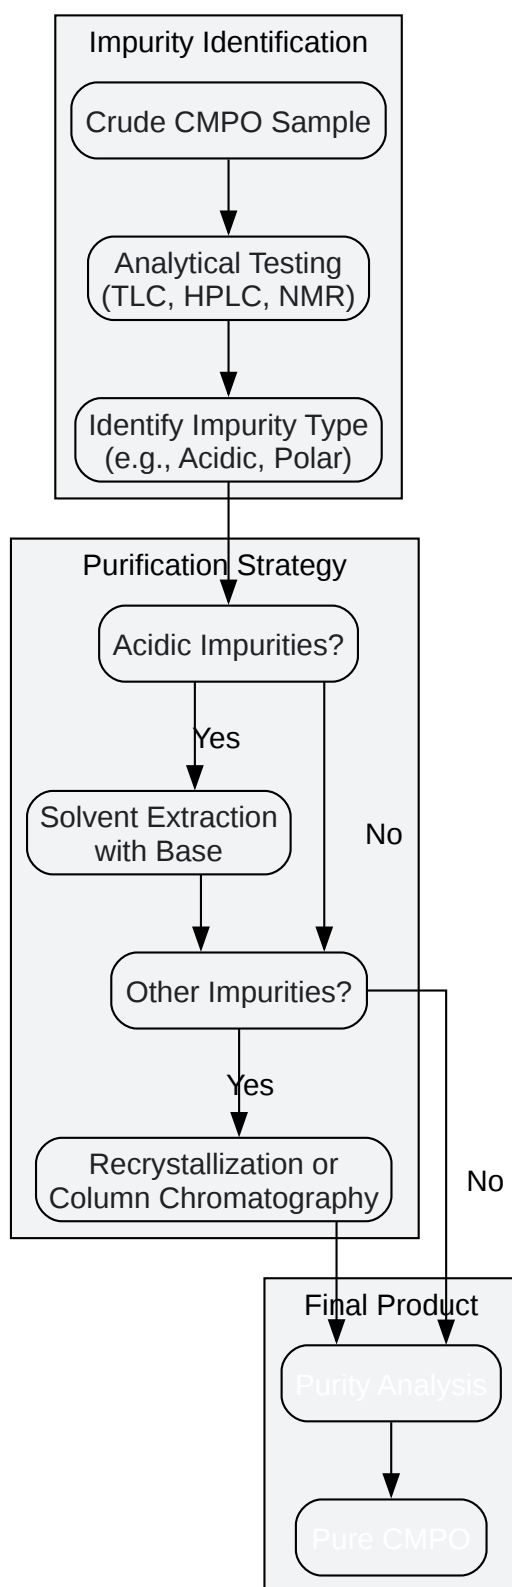 Impurity Identification
Crude CMPO Sample
Analytical Testing
(TLC, HPLC, NMR)
Identify Impurity Type
(e.g., Acidic, Polar)
Purification Strategy
Acidic Impurities?
Yes
Solvent Extraction
with Base
No
Other Impurities?
Yes
Recrystallization or
Column Chromatography
No
Final Product
Purity Analysis
Pure CMPO